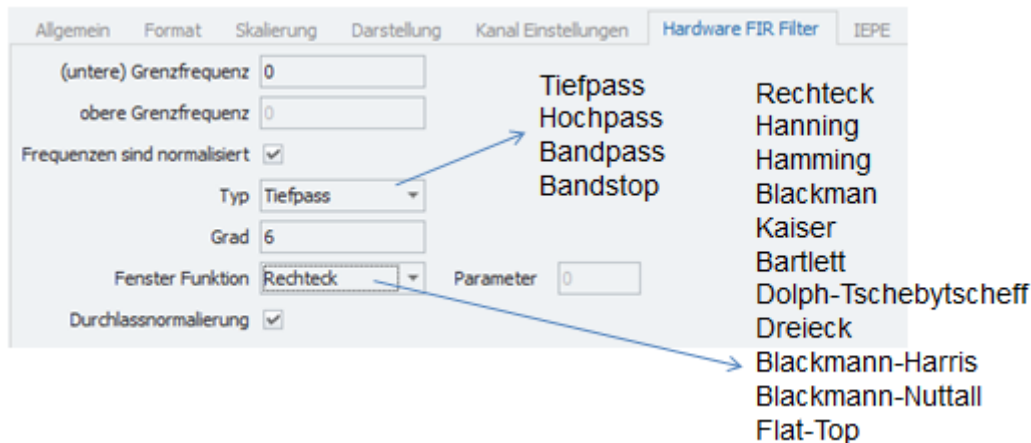 Allgemein Format Skalierung Darstellung Kanal Einstellungen Hardware FIR Filter IEPE
(untere) Grenzfrequenz 0
obere Grenzfrequenz 0
Frequenzen sind normalisiert
Typ Tiefpass
Grad 6
Fenster Funktion Rechteck Parameter 0
Durchlassnormalierung
Tiefpass
Hochpass
Bandpass
Bandstop
Rechteck
Hanning
Hamming
Blackman
Kaiser
Bartlett
Dolph-Tschebytscheff
Dreieck
Blackmann-Harris
Blackmann-Nuttall
Flat-Top